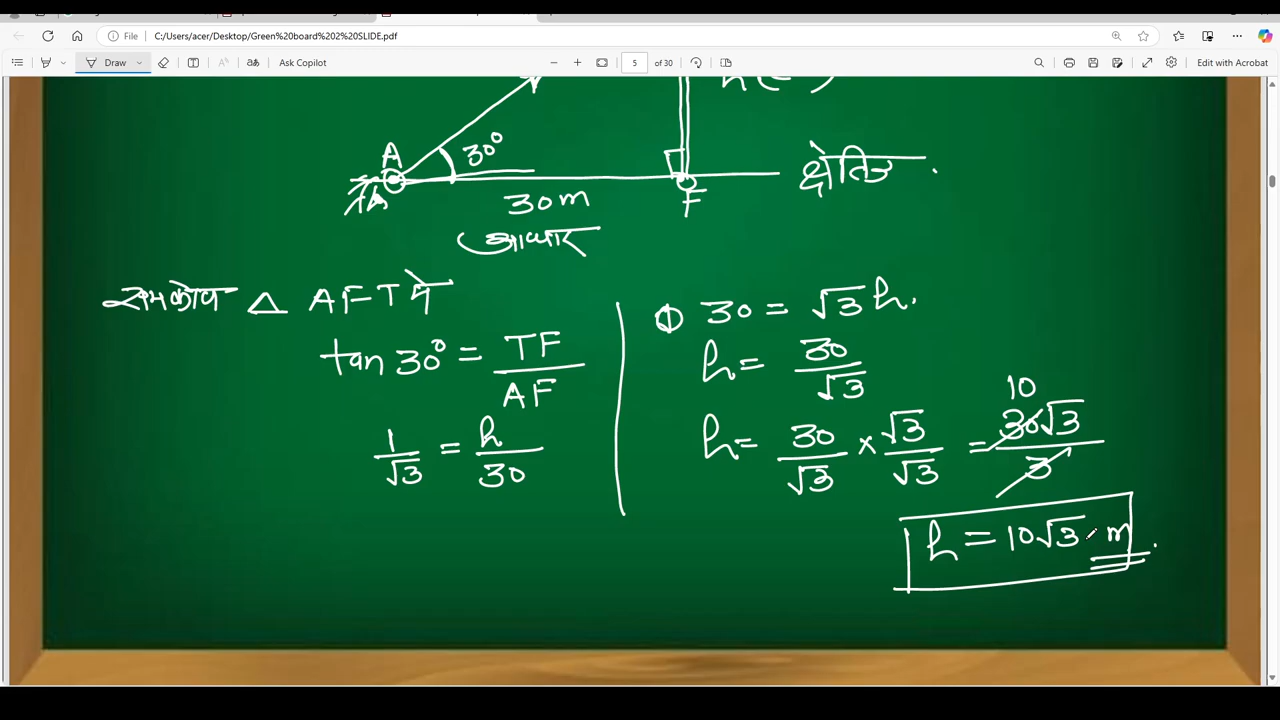 File C:/Users/acer/Desktop/Green%20board%202%20SLIDE.pdf
Draw Ask Copilot 5 of 30 Edit with Acrobat
A 30° क्षैतिज
30m F
आधार
समकोण △ AFT में
tan 30° = TF/AF
1/√3 = h/30
① 30 = √3 h.
h = 30/√3
h = 30/√3 × √3/√3 = 30√3/3
10
h = 10√3 m.